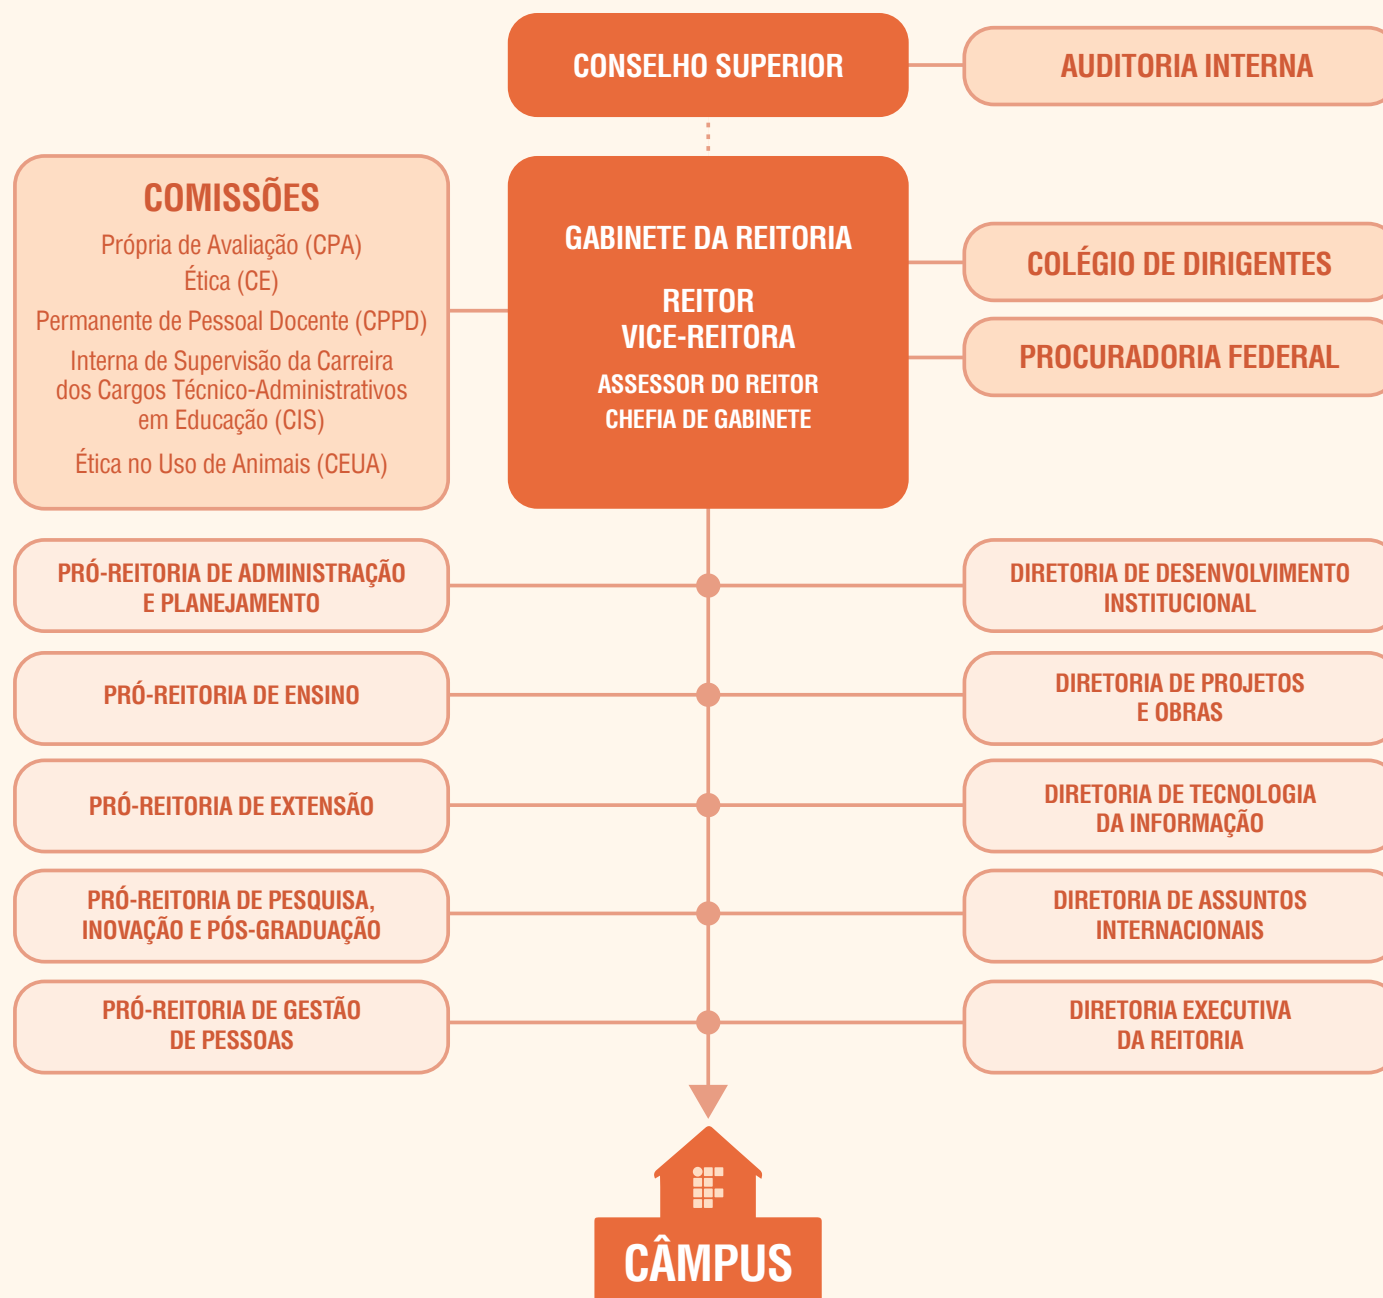 CONSELHO SUPERIOR
AUDITORIA INTERNA
COMISSÕES
Própria de Avaliação (CPA)
Ética (CE)
Permanente de Pessoal Docente (CPPD)
Interna de Supervisão da Carreira
dos Cargos Técnico-Administrativos
em Educação (CIS)
Ética no Uso de Animais (CEUA)
GABINETE DA REITORIA
REITOR
VICE-REITORA
ASSESSOR DO REITOR
CHEFIA DE GABINETE
COLÉGIO DE DIRIGENTES
PROCURADORIA FEDERAL
PRÓ-REITORIA DE ADMINISTRAÇÃO
E PLANEJAMENTO
DIRETORIA DE DESENVOLVIMENTO
INSTITUCIONAL
PRÓ-REITORIA DE ENSINO
DIRETORIA DE PROJETOS
E OBRAS
PRÓ-REITORIA DE EXTENSÃO
DIRETORIA DE TECNOLOGIA
DA INFORMAÇÃO
PRÓ-REITORIA DE PESQUISA,
INOVAÇÃO E PÓS-GRADUAÇÃO
DIRETORIA DE ASSUNTOS
INTERNACIONAIS
PRÓ-REITORIA DE GESTÃO
DE PESSOAS
DIRETORIA EXECUTIVA
DA REITORIA
CÂMPUS